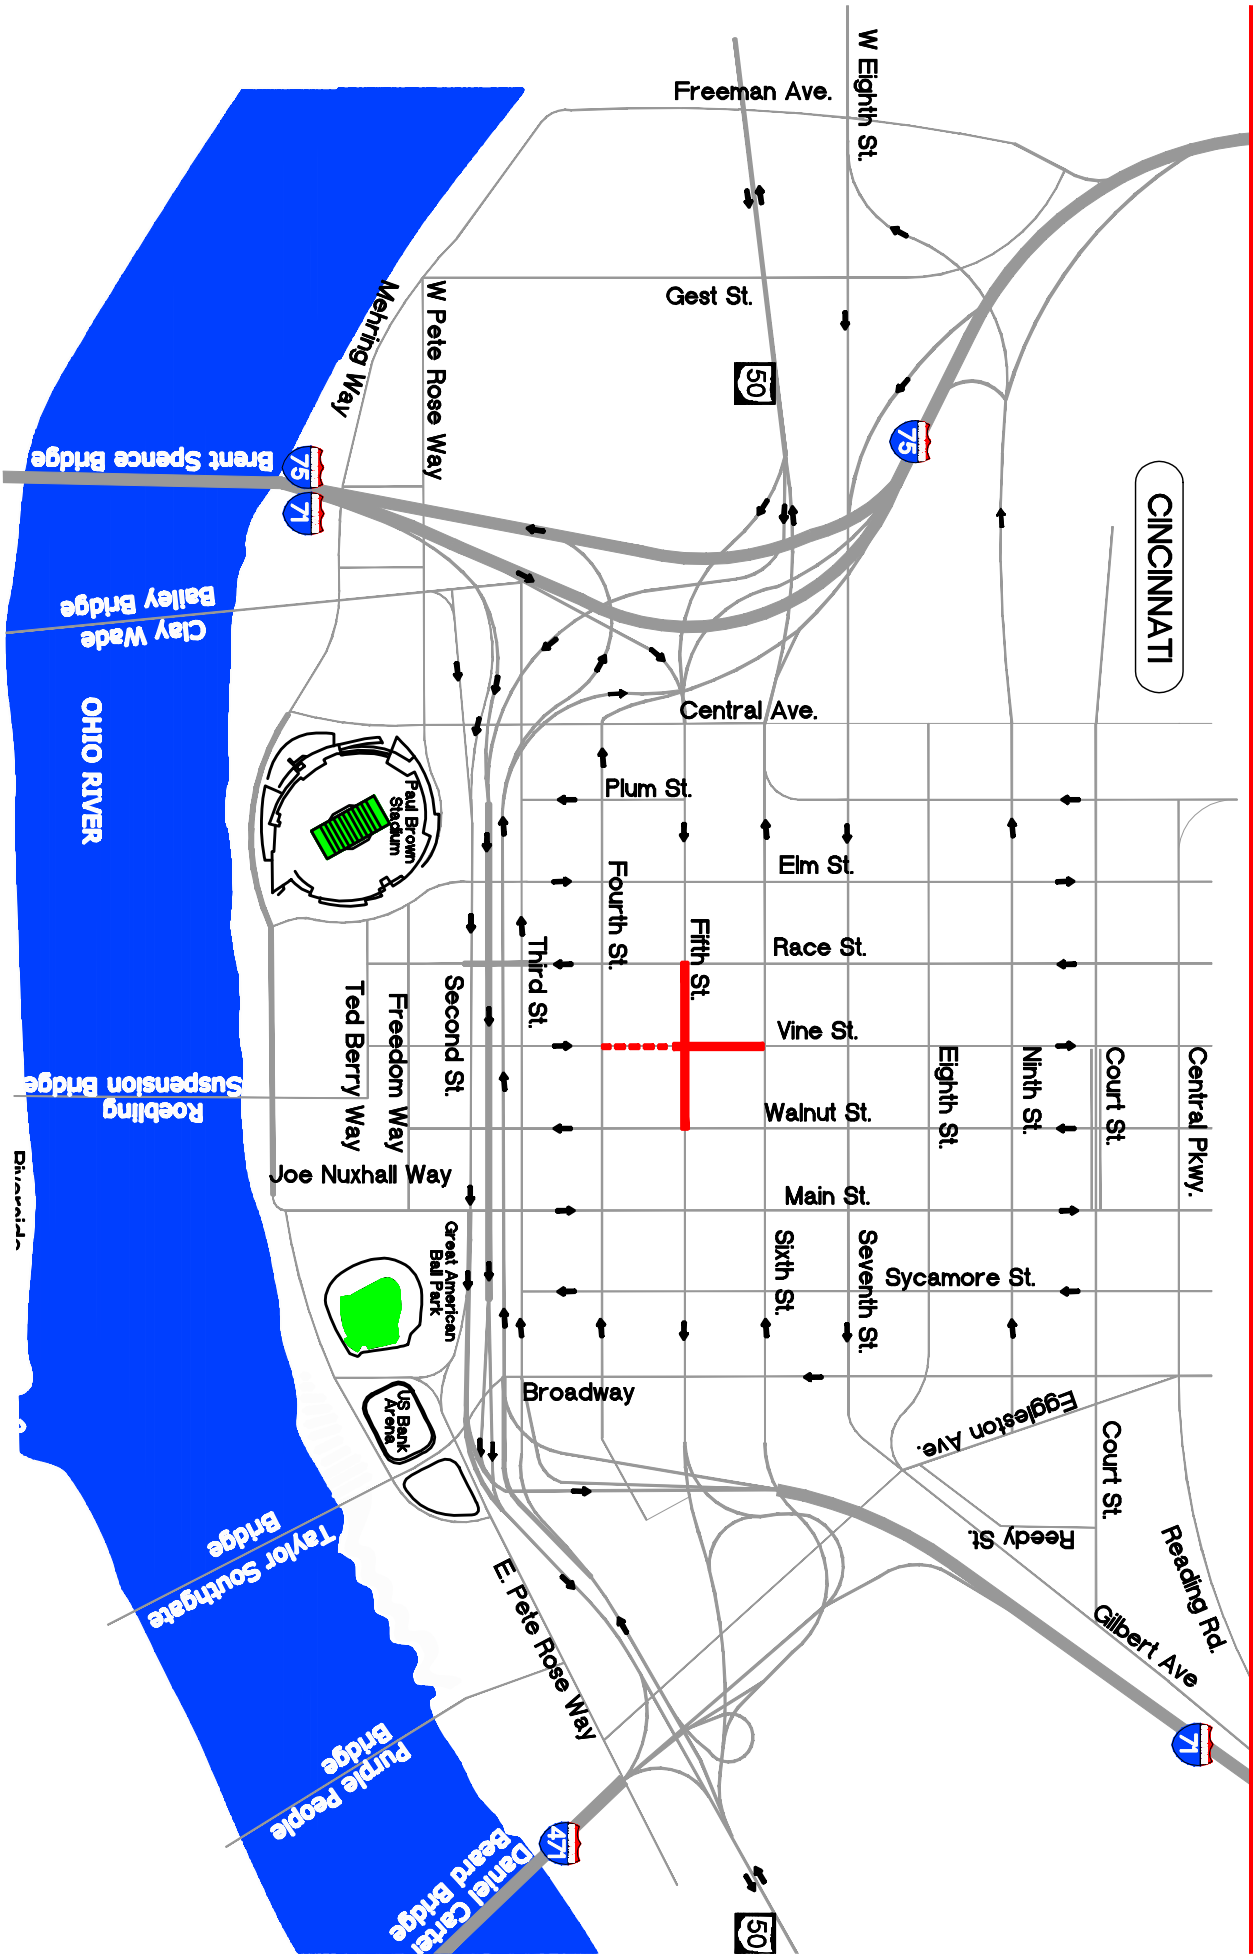 W Eighth St.
Freeman Ave.
Gest St.
Mehring Way
W Pete Rose Way
50
75
CINCINNATI
Brent Spence Bridge
75
71
Clay Wade
Bailey Bridge
OHIO RIVER
Central Ave.
Plum St.
Paul Brown
Stadium
Elm St.
Fourth St.
Fifth St.
Race St.
Third St.
Second St.
Freedom Way
Ted Berry Way
Vine St.
Eighth St.
Ninth St.
Court St.
Central Pkwy.
Roebling
Suspension Bridge
Walnut St.
Joe Nuxhall Way
Main St.
Great American
Ball Park
Sixth St.
Seventh St.
Sycamore St.
Broadway
US Bank
Arena
Eggleston Ave.
Court St.
Reedy St.
Reading Rd.
Gilbert Ave
Taylor Southgate
Bridge
E. Pete Rose Way
Purple People
Bridge
71
471
Daniel Carter
Beard Bridge
50